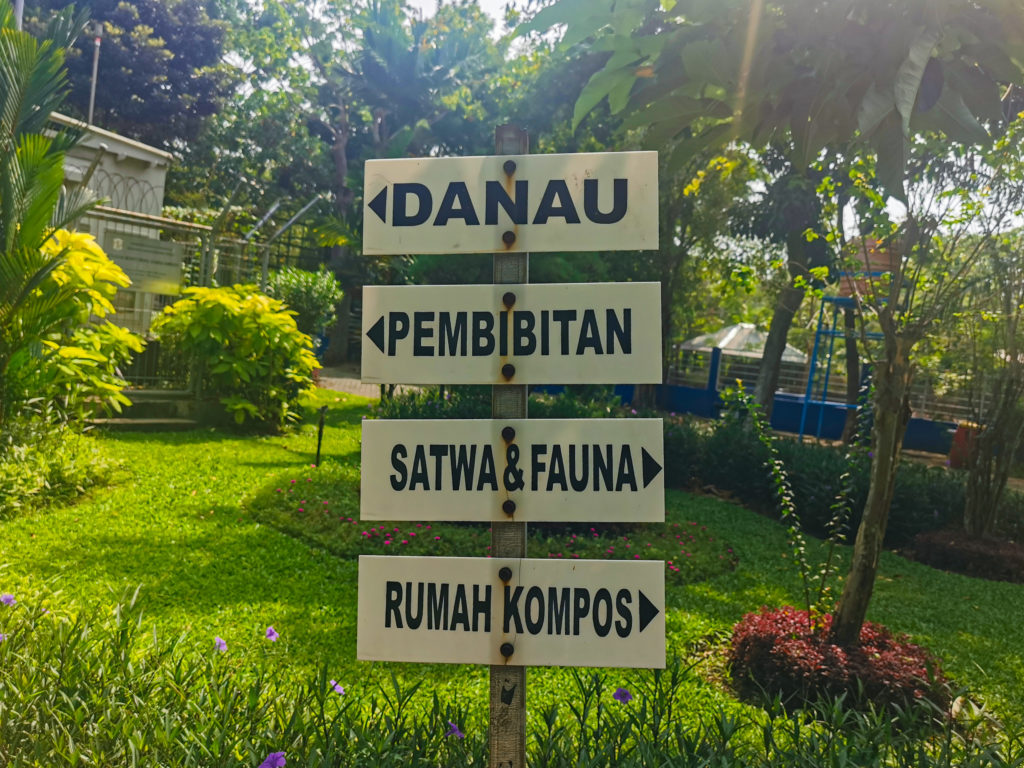 DANAU
PEMBIBITAN
SATWA & FAUNA
RUMAH KOMPOS